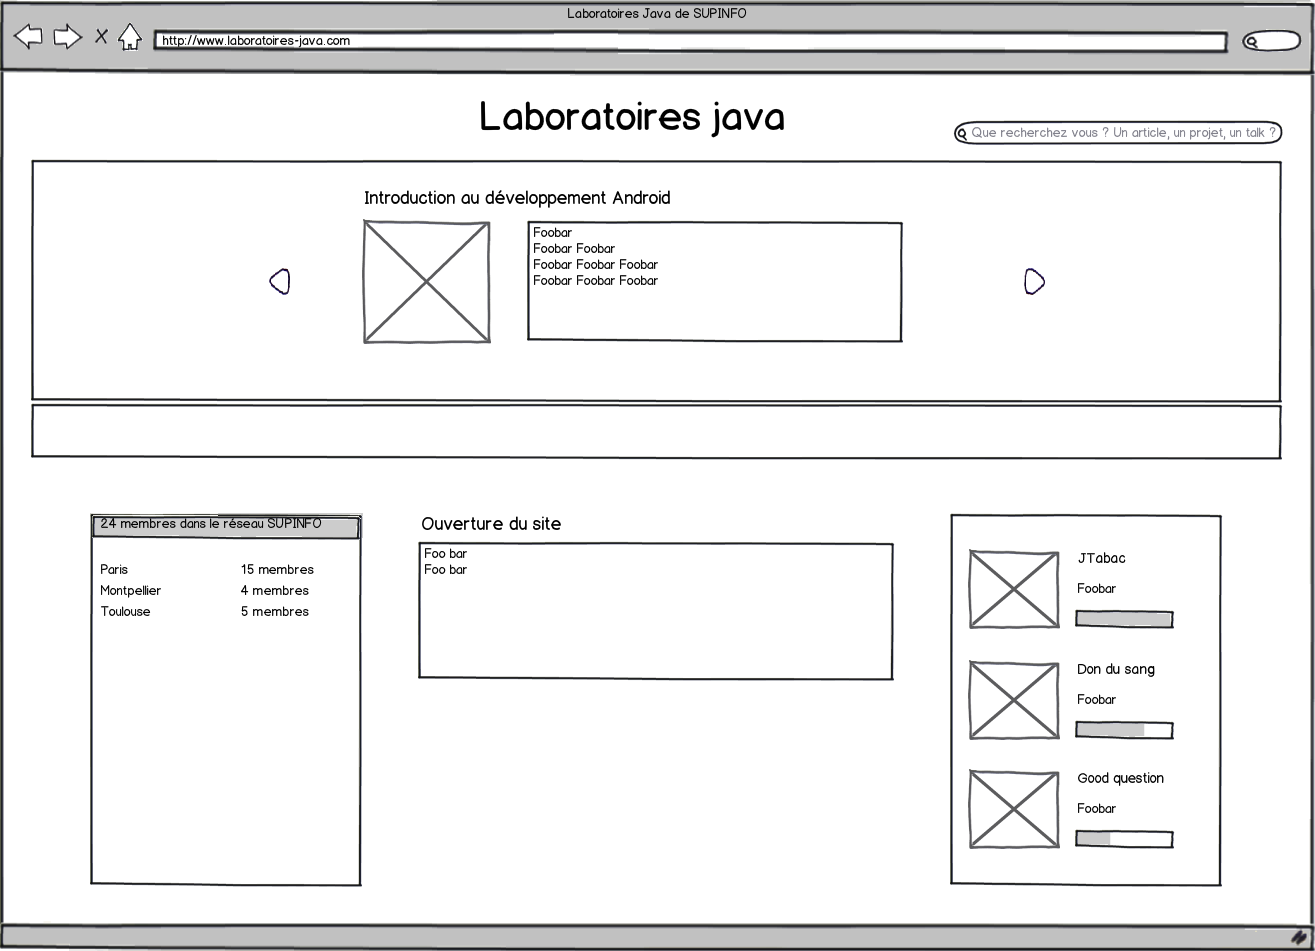 Laboratoires Java de SUPINFO
http://www.laboratoires-java.com
Laboratoires java
Que recherchez vous ? Un article, un projet, un talk ?
Introduction au développement Android
Foobar
Foobar Foobar
Foobar Foobar Foobar
Foobar Foobar Foobar
24 membres dans le réseau SUPINFO
Paris 15 membres
Montpellier 4 membres
Toulouse 5 membres
Ouverture du site
Foo bar
Foo bar
JTabac
Foobar
Don du sang
Foobar
Good question
Foobar